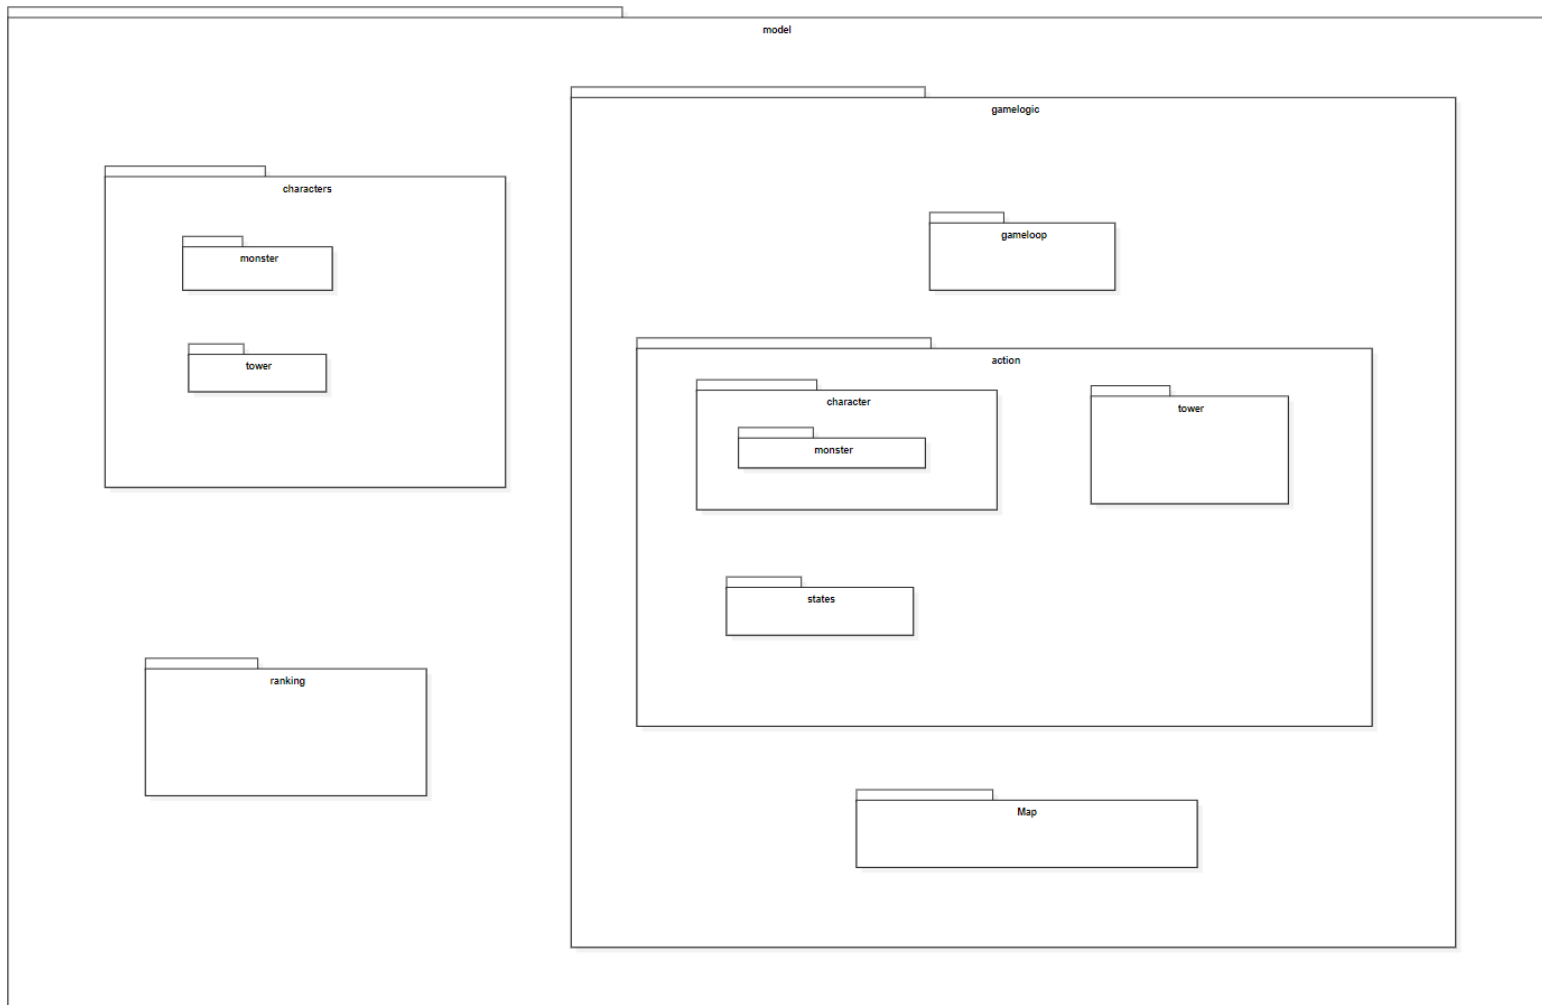 model
gamelogic
characters
monster
tower
gameloop
action
character
monster
tower
states
ranking
Map